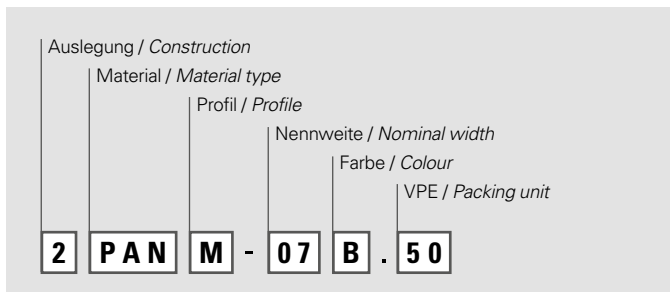 Auslegung / Construction
Material / Material type
Profil / Profile
Nennweite / Nominal width
Farbe / Colour
VPE / Packing unit
2 PAN M - 07 B . 50